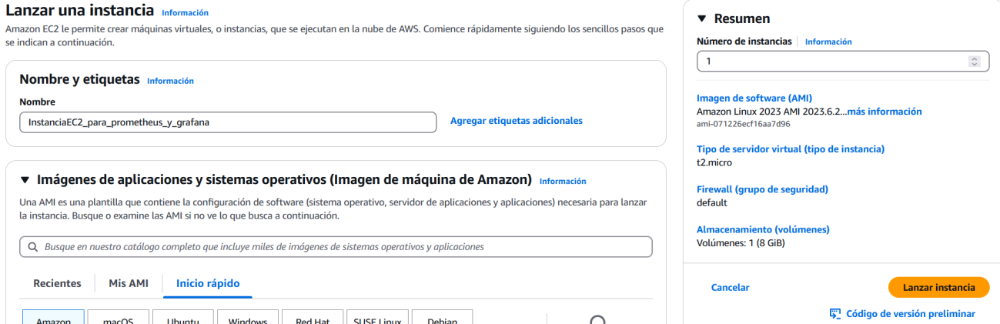 Lanzar una instancia Información
Amazon EC2 le permite crear máquinas virtuales, o instancias, que se ejecutan en la nube de AWS. Comience rápidamente siguiendo los sencillos pasos que
se indican a continuación.
Nombre y etiquetas Información
Nombre
InstanciaEC2_para_prometheus_y_grafana
Agregar etiquetas adicionales
Imágenes de aplicaciones y sistemas operativos (Imagen de máquina de Amazon) Información
Una AMI es una plantilla que contiene la configuración de software (sistema operativo, servidor de aplicaciones y aplicaciones) necesaria para lanzar
la instancia. Busque o examine las AMI si no ve lo que busca a continuación.
Busque en nuestro catálogo completo que incluye miles de imágenes de sistemas operativos y aplicaciones
Recientes Mis AMI Inicio rápido
Amazon macOS Ubuntu Windows Red Hat SUSE Linux Debian
Resumen
Número de instancias Información
1
Imagen de software (AMI)
Amazon Linux 2023 AMI 2023.6.2...más información
ami-071226ecf16aa7d96
Tipo de servidor virtual (tipo de instancia)
t2.micro
Firewall (grupo de seguridad)
default
Almacenamiento (volúmenes)
Volúmenes: 1 (8 GiB)
Cancelar Lanzar instancia
Código de versión preliminar